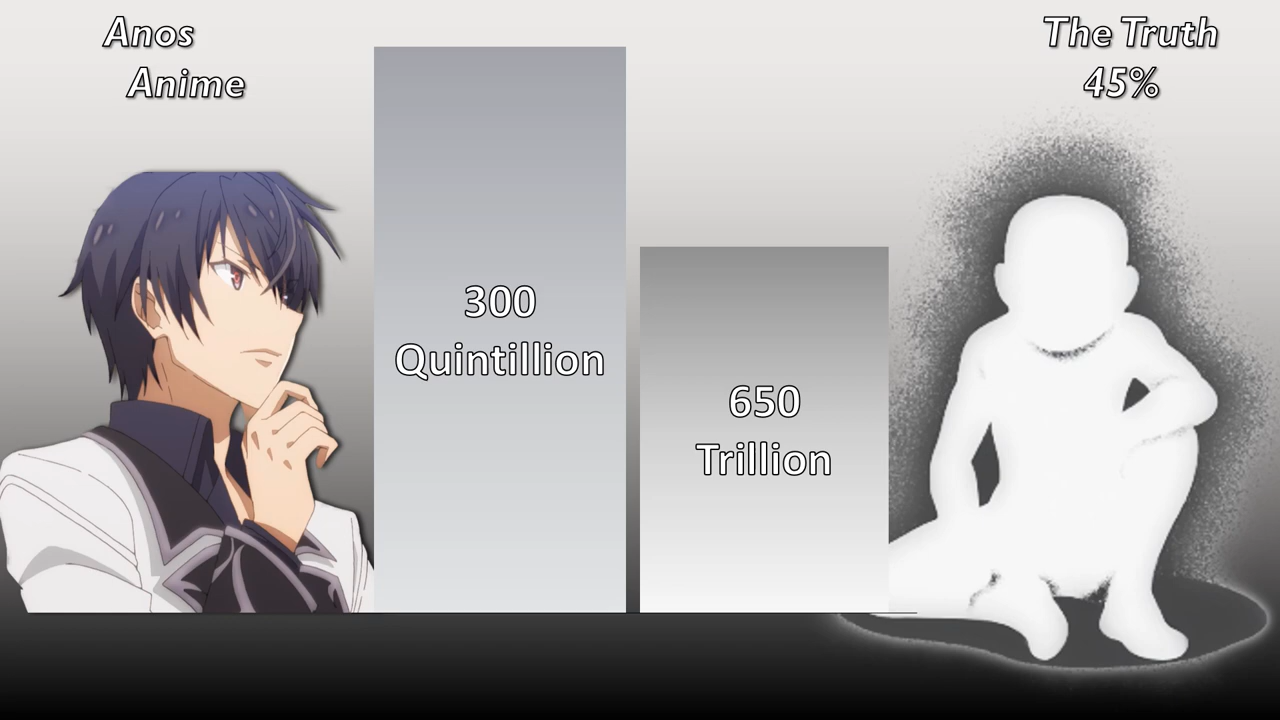 Anos
Anime
The Truth
45%
300
Quintillion
650
Trillion